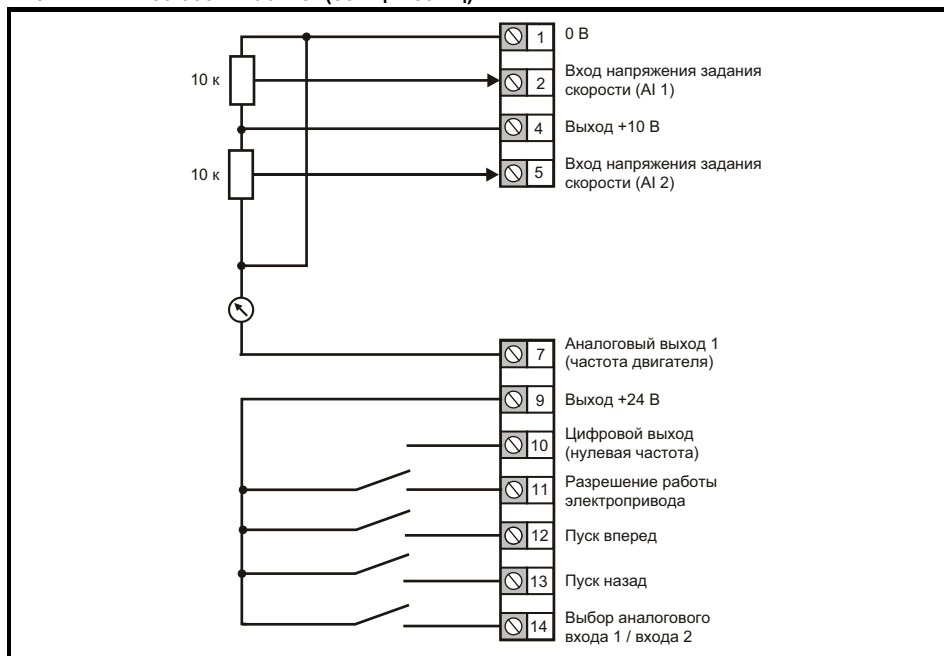 1 0 В
10 к
2 Вход напряжения задания
скорости (AI 1)
4 Выход +10 В
10 к
5 Вход напряжения задания
скорости (AI 2)
7 Аналоговый выход 1
(частота двигателя)
9 Выход +24 В
10 Цифровой выход
(нулевая частота)
11 Разрешение работы
электропривода
12 Пуск вперед
13 Пуск назад
14 Выбор аналогового
входа 1 / входа 2